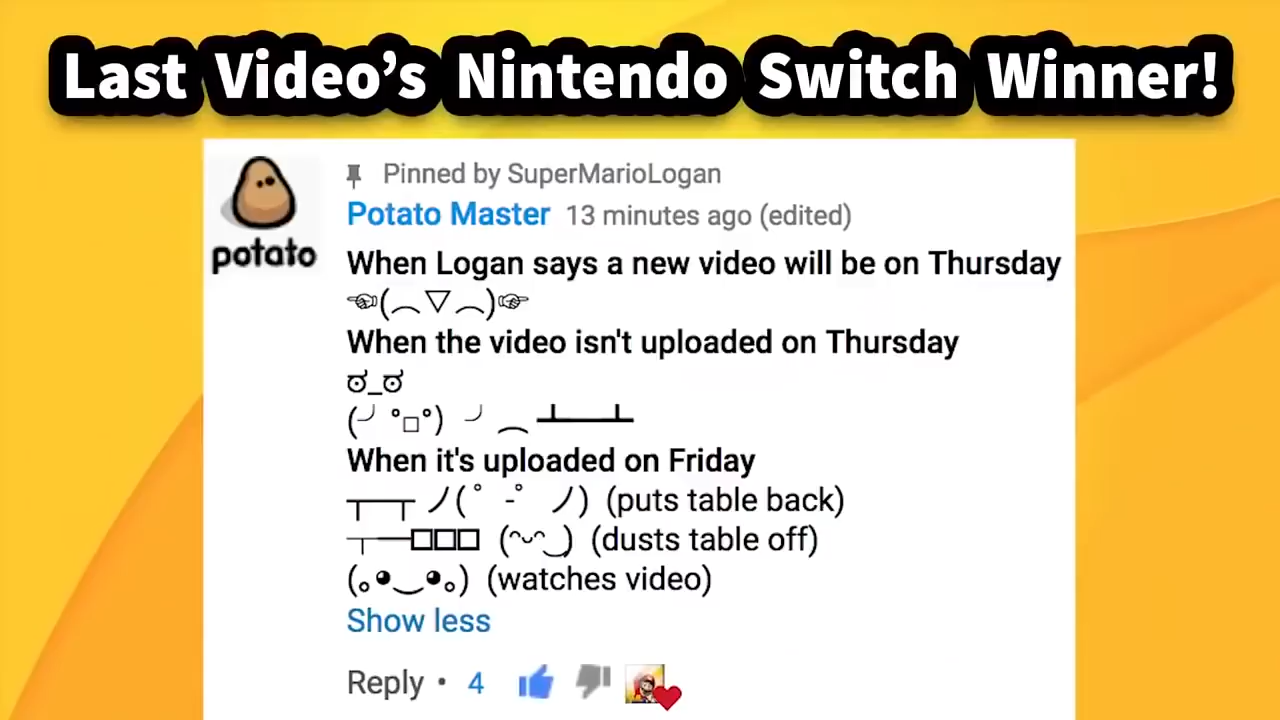 Last Video’s Nintendo Switch Winner!
potato
Pinned by SuperMarioLogan
Potato Master 13 minutes ago (edited)
When Logan says a new video will be on Thursday
☜(︵▽︵)☞
When the video isn't uploaded on Thursday
ಠ_ಠ
(╯°□°) ╯︵ ┻━┻
When it's uploaded on Friday
┬━┬ ノ( ゜-゜ノ) (puts table back)
┬━□□□ (ᵔᴗᵔ‿) (dusts table off)
(｡◕‿◕｡) (watches video)
Show less
Reply • 4